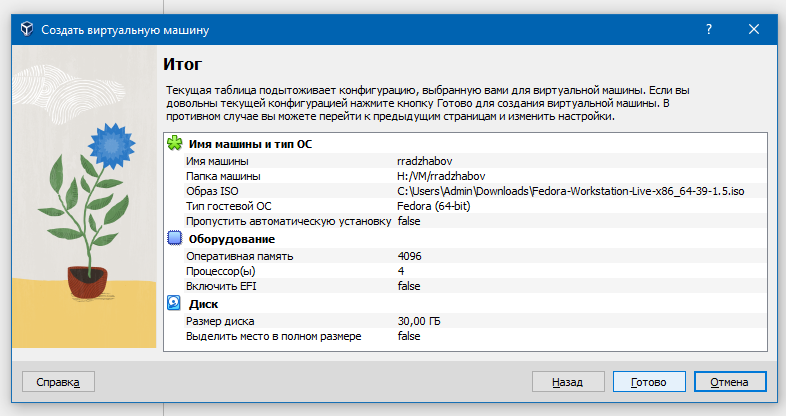 Создать виртуальную машину
?
Итог
Текущая таблица подытоживает конфигурацию, выбранную вами для виртуальной машины. Если вы
довольны текущей конфигурацией нажмите кнопку Готово для создания виртуальной машины. В
противном случае вы можете перейти к предыдущим страницам и изменить настройки.
Имя машины и тип ОС
Имя машины rradzhabov
Папка машины H:/VM/rradzhabov
Образ ISO C:\Users\Admin\Downloads\Fedora-Workstation-Live-x86_64-39-1.5.iso
Тип гостевой ОС Fedora (64-bit)
Пропустить автоматическую установку false
Оборудование
Оперативная память 4096
Процессор(ы) 4
Включить EFI false
Диск
Размер диска 30,00 ГБ
Выделить место в полном размере false
Справка Назад Готово Отмена